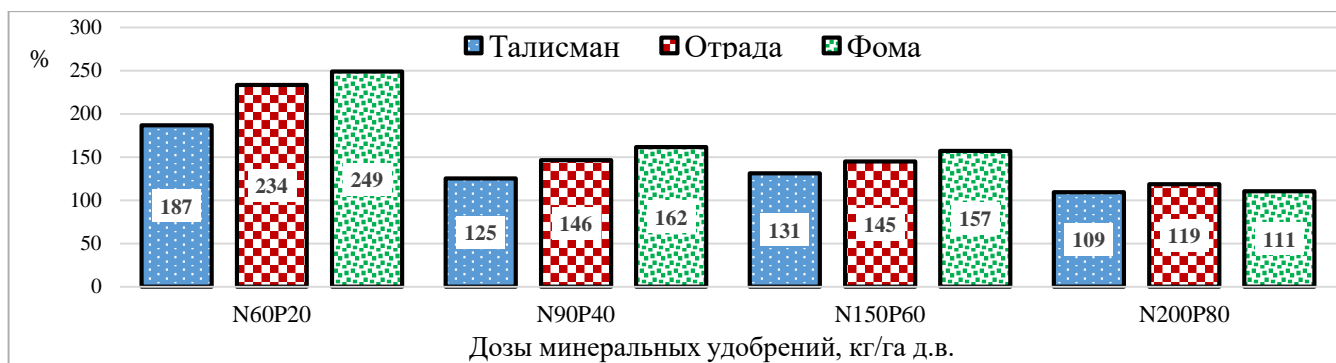 300
250
200
150
100
50
0
%
Талисман Отрада Фома
187 234 249 125 146 162 131 145 157 109 119 111
N60P20 N90P40 N150P60 N200P80
Дозы минеральных удобрений, кг/га д.в.